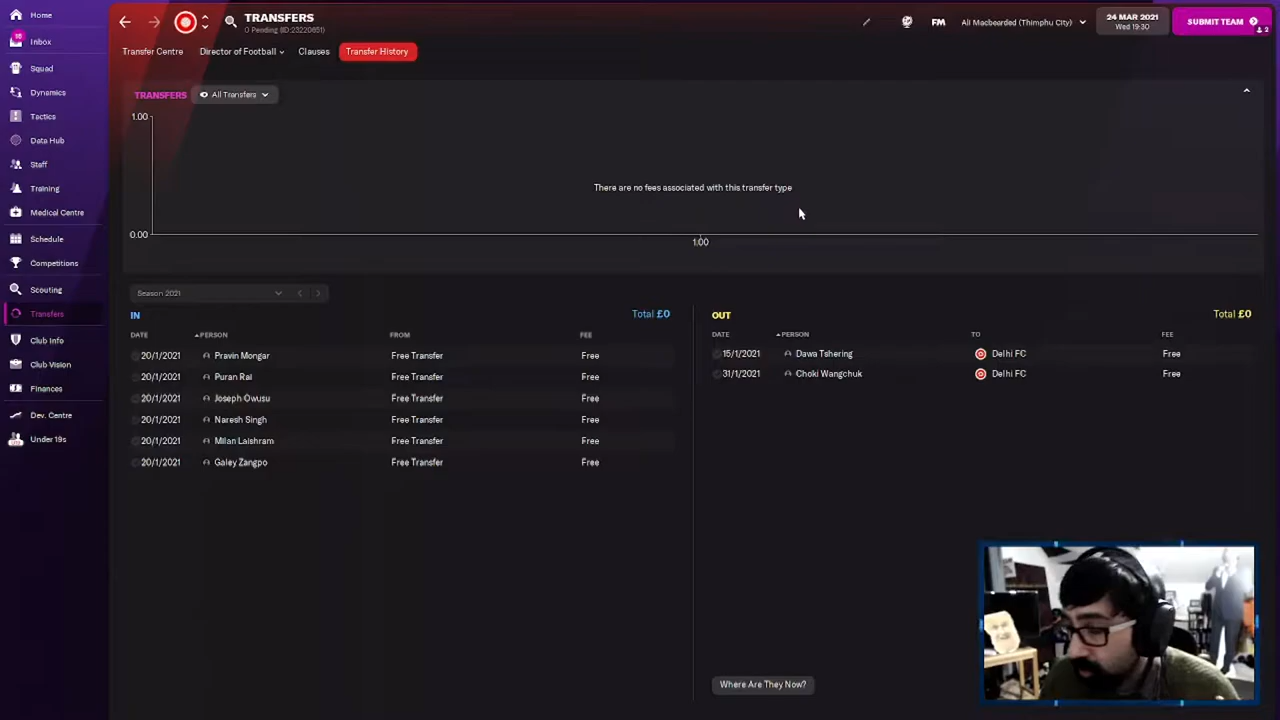 Home
TRANSFERS
0 Pending (ID:23220651)
FM
Ali Macbearded (Thimphu City)
24 MAR 2021
Wed 19:30
SUBMIT TEAM
2
Inbox
Transfer Centre
Director of Football
Clauses
Transfer History
Squad
Dynamics
Tactics
Data Hub
Staff
Training
Medical Centre
Schedule
Competitions
Scouting
Transfers
Club Info
Club Vision
Finances
Dev. Centre
Under 19s
TRANSFERS
All Transfers
1.00
There are no fees associated with this transfer type
0.00
1.00
Season 2021
IN
Total £0
DATE PERSON FROM FEE
20/1/2021 Pravin Mongar Free Transfer Free
20/1/2021 Puran Rai Free Transfer Free
20/1/2021 Joseph Owusu Free Transfer Free
20/1/2021 Naresh Singh Free Transfer Free
20/1/2021 Milan Laishram Free Transfer Free
20/1/2021 Galey Zangpo Free Transfer Free
OUT
Total £0
DATE PERSON TO FEE
15/1/2021 Dawa Tshering Delhi FC Free
31/1/2021 Choki Wangchuk Delhi FC Free
Where Are They Now?